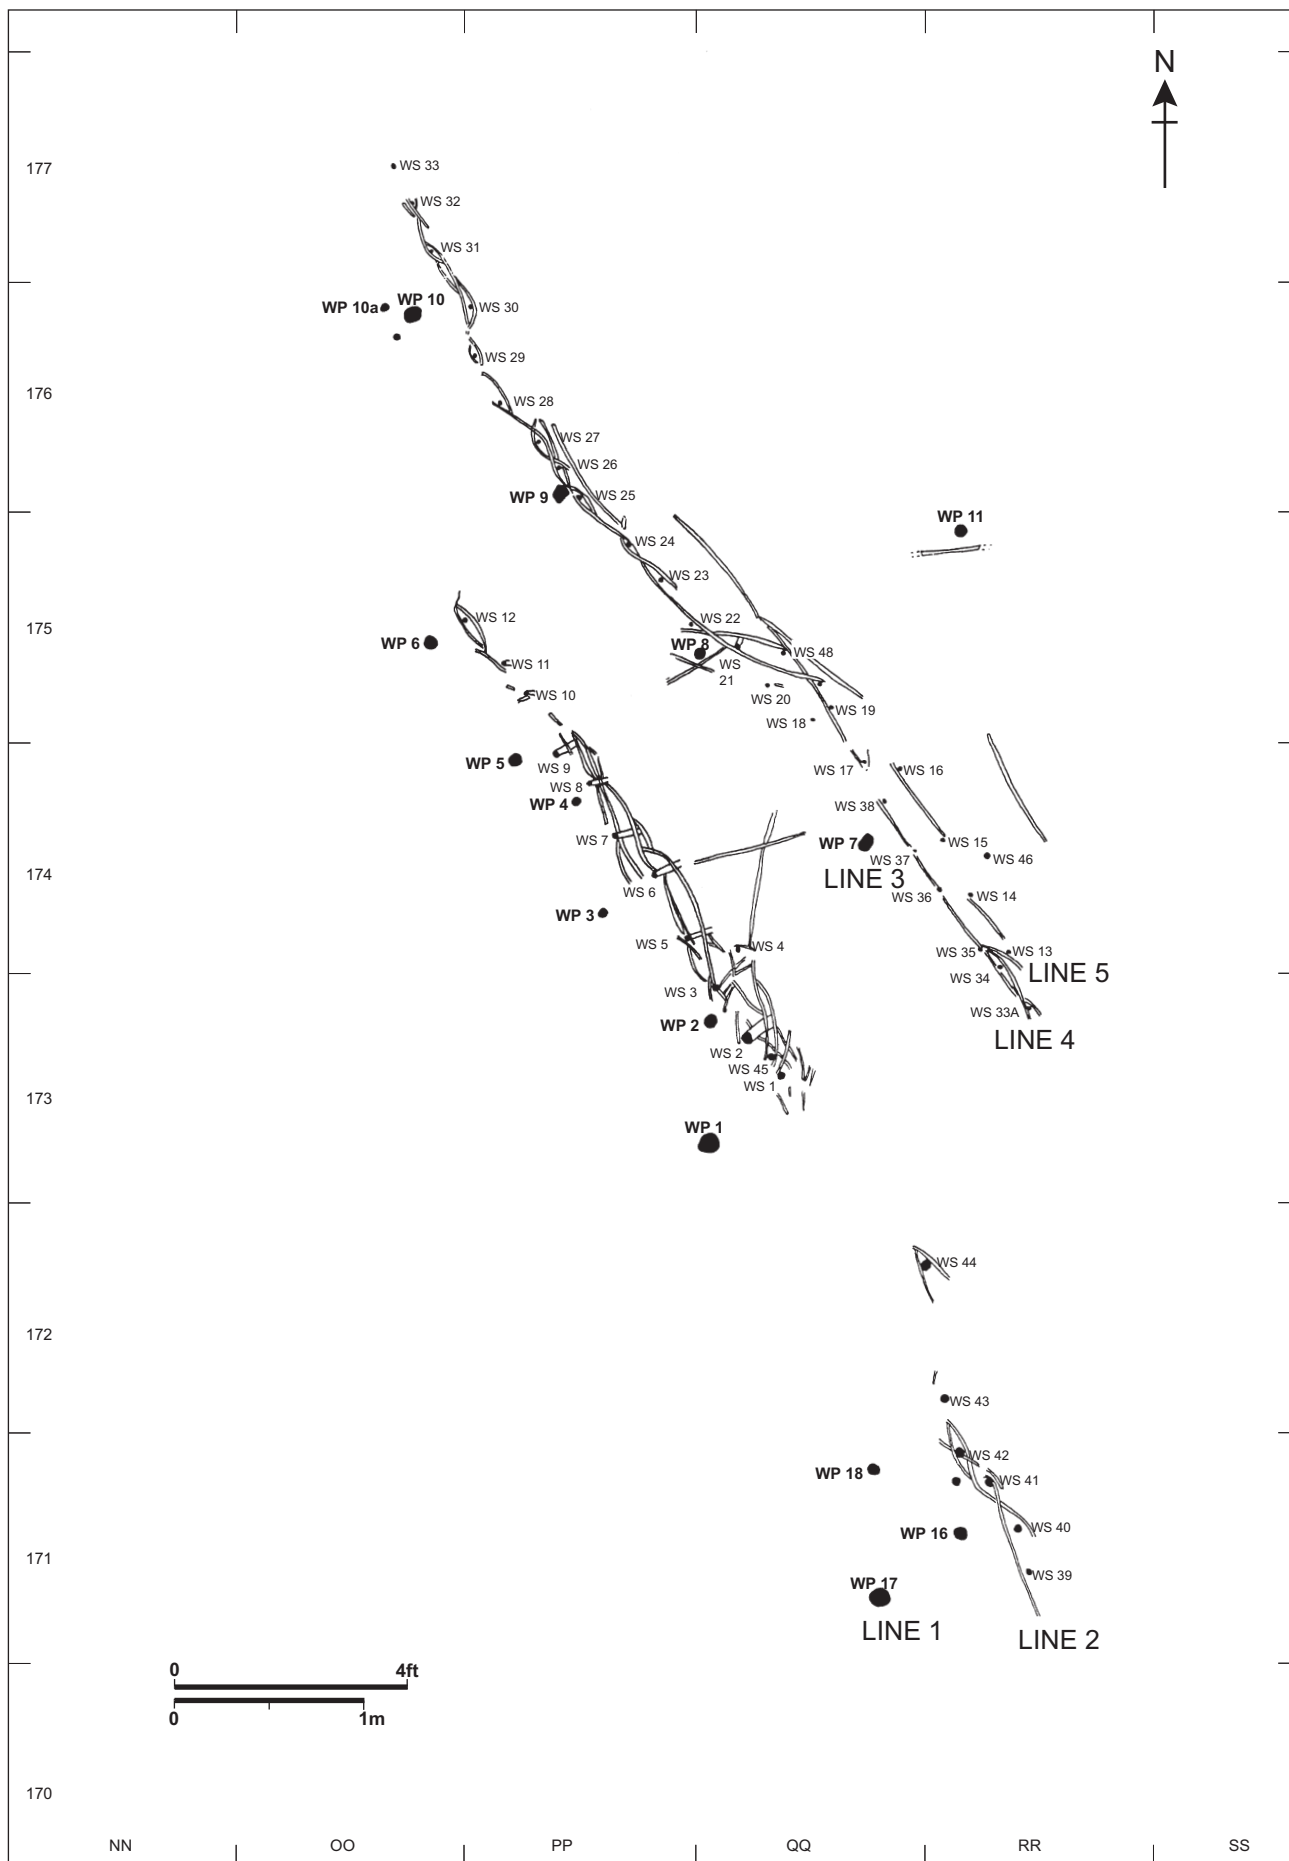 N
177
WS 33
WS 32
WS 31
WP 10a
WP 10
WS 30
WS 29
176
WS 28
WS 27
WS 26
WP 9
WS 25
WP 11
WS 24
WS 23
175
WS 12
WS 22
WP 6
WP 8
WS 48
WS 11
WS
21
WS 10
WS 20
WS 19
WS 18
WP 5
WS 9
WS 17
WS 16
WS 8
WP 4
WS 38
WS 7
WP 7
WS 15
WS 37
WS 46
174
LINE 3
WS 6
WS 36
WS 14
WP 3
WS 5
WS 4
WS 35
WS 13
WS 34
LINE 5
WS 3
WS 33A
WP 2
LINE 4
WS 2
WS 45
WS 1
173
WP 1
WS 44
172
WS 43
WS 42
WP 18
WS 41
WP 16
WS 40
171
WS 39
WP 17
LINE 1
LINE 2
0 4ft
0 1m
170
NN OO PP QQ RR SS